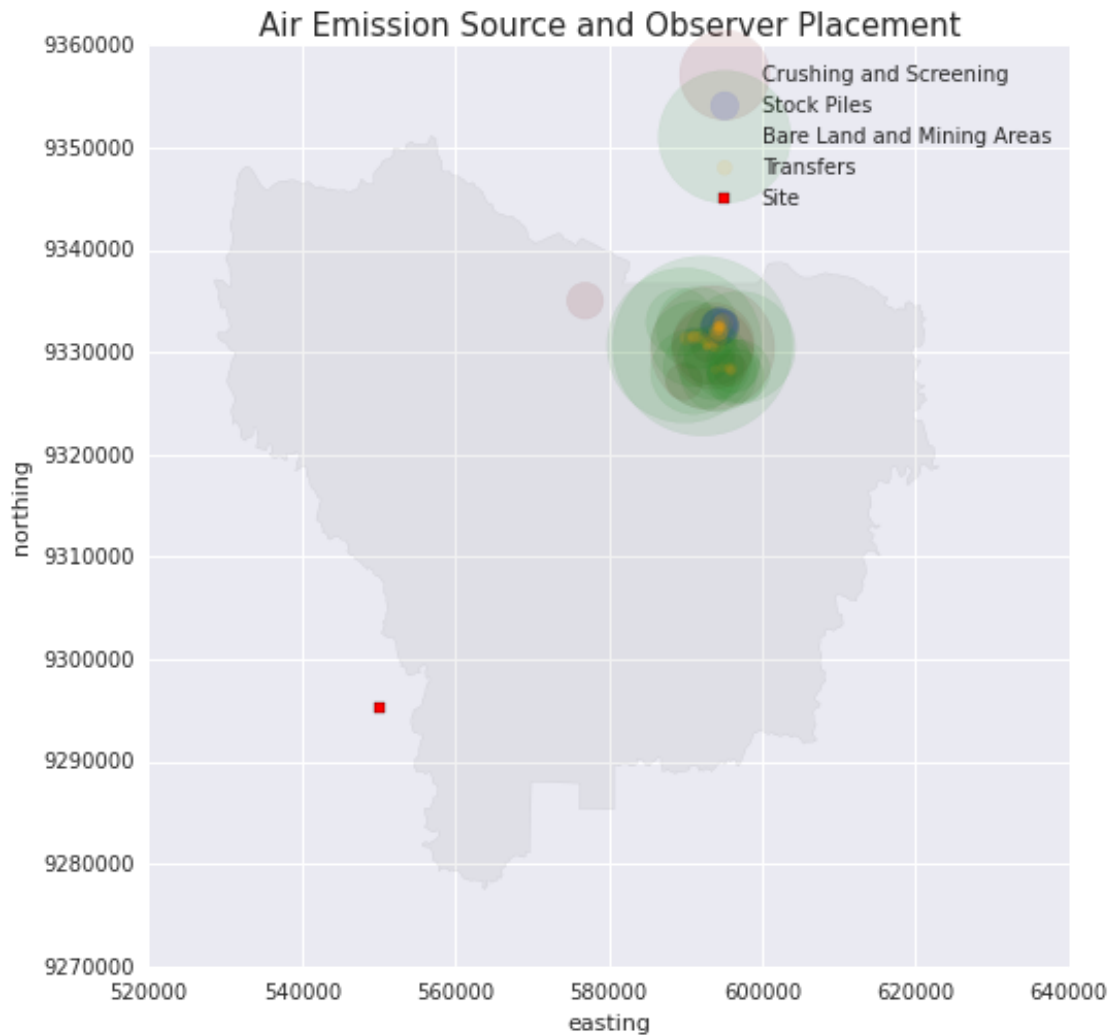 Air Emission Source and Observer Placement
9360000
9350000
9340000
9330000
9320000
9310000
9300000
9290000
9280000
9270000
northing
Crushing and Screening
Stock Piles
Bare Land and Mining Areas
Transfers
Site
520000 540000 560000 580000 600000 620000 640000
easting